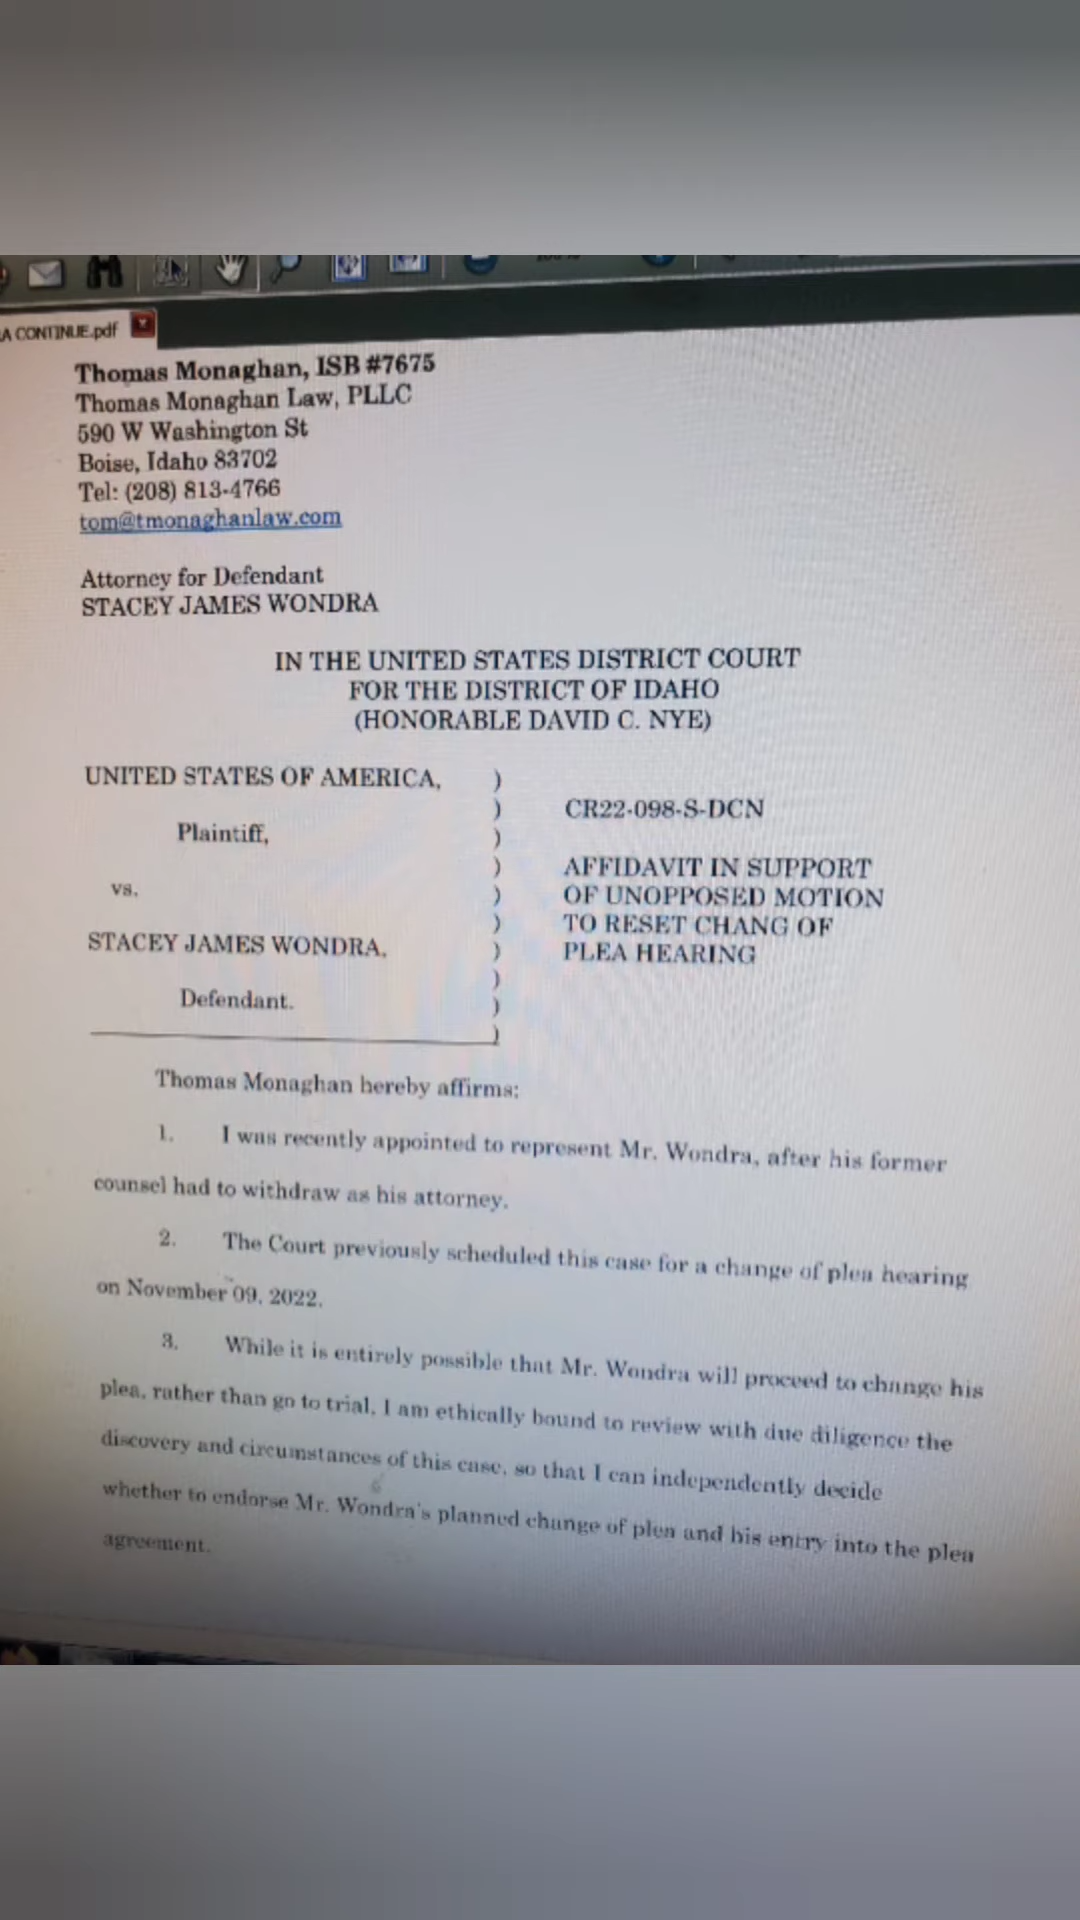 A CONTINUE.pdf
Thomas Monaghan, ISB #7675
Thomas Monaghan Law, PLLC
590 W Washington St
Boise, Idaho 83702
Tel: (208) 813-4766
tom@tmonaghanlaw.com
Attorney for Defendant
STACEY JAMES WONDRA
IN THE UNITED STATES DISTRICT COURT
FOR THE DISTRICT OF IDAHO
(HONORABLE DAVID C. NYE)
UNITED STATES OF AMERICA,
Plaintiff,
vs.
STACEY JAMES WONDRA,
Defendant.
)
)
)
)
)
)
)
)
)
)
CR22-098-S-DCN
AFFIDAVIT IN SUPPORT
OF UNOPPOSED MOTION
TO RESET CHANG OF
PLEA HEARING
Thomas Monaghan hereby affirms:
1. I was recently appointed to represent Mr. Wondra, after his former
counsel had to withdraw as his attorney.
2. The Court previously scheduled this case for a change of plea hearing
on November 09, 2022.
3. While it is entirely possible that Mr. Wondra will proceed to change his
plea, rather than go to trial, I am ethically bound to review with due diligence the
discovery and circumstances of this case, so that I can independently decide
whether to endorse Mr. Wondra's planned change of plea and his entry into the plea
agreement.